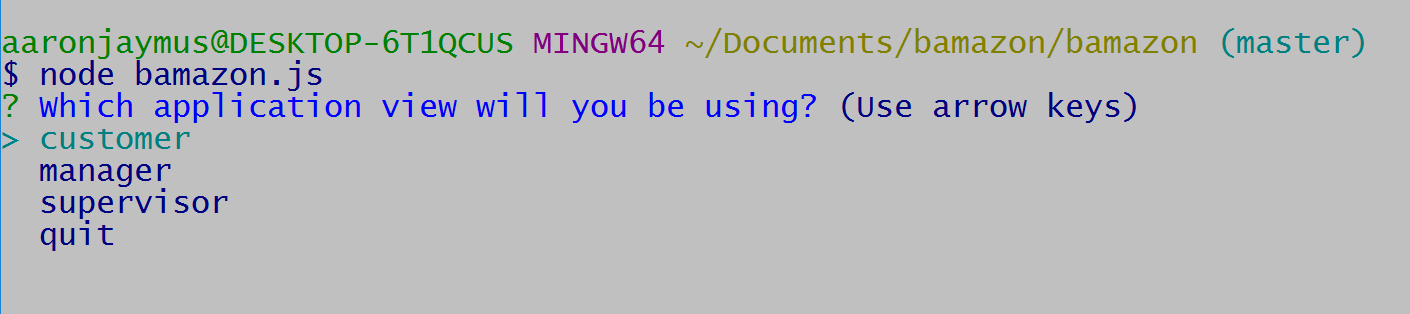 aaronjaymus@DESKTOP-6T1QCUS MINGW64 ~/Documents/bamazon/bamazon (master)
$ node bamazon.js
? Which application view will you be using? (Use arrow keys)
> customer
  manager
  supervisor
  quit